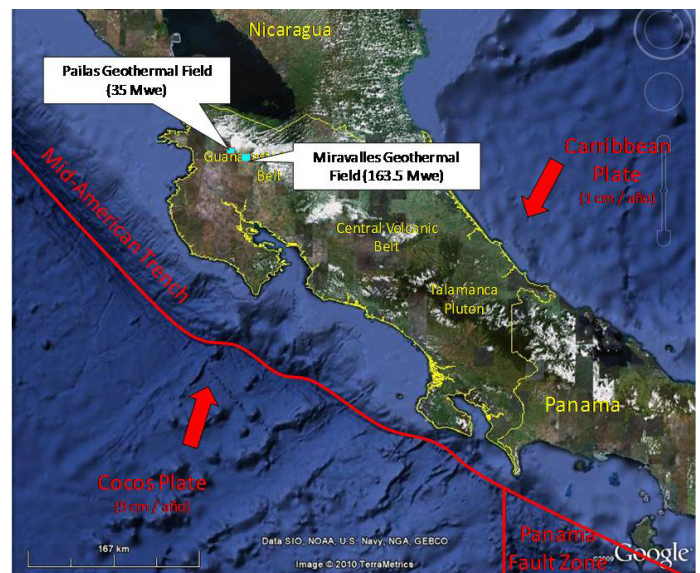 Nicaragua
Pailas Geothermal Field
(35 Mwe)
Guana
Belt
Miravalles Geothermal
Field (163.5 Mwe)
Carribbean
Plate
(1 cm / año)
Mid-American Trench
Central Volcanic
Belt
Talamanca
Pluton
Panama
Cocos Plate
(9 cm / año)
Panama
Fault Zone
167 km
Data SIO, NOAA, U.S. Navy, NGA, GEBCO
Image © 2010 TerraMetrics
©2009 Google